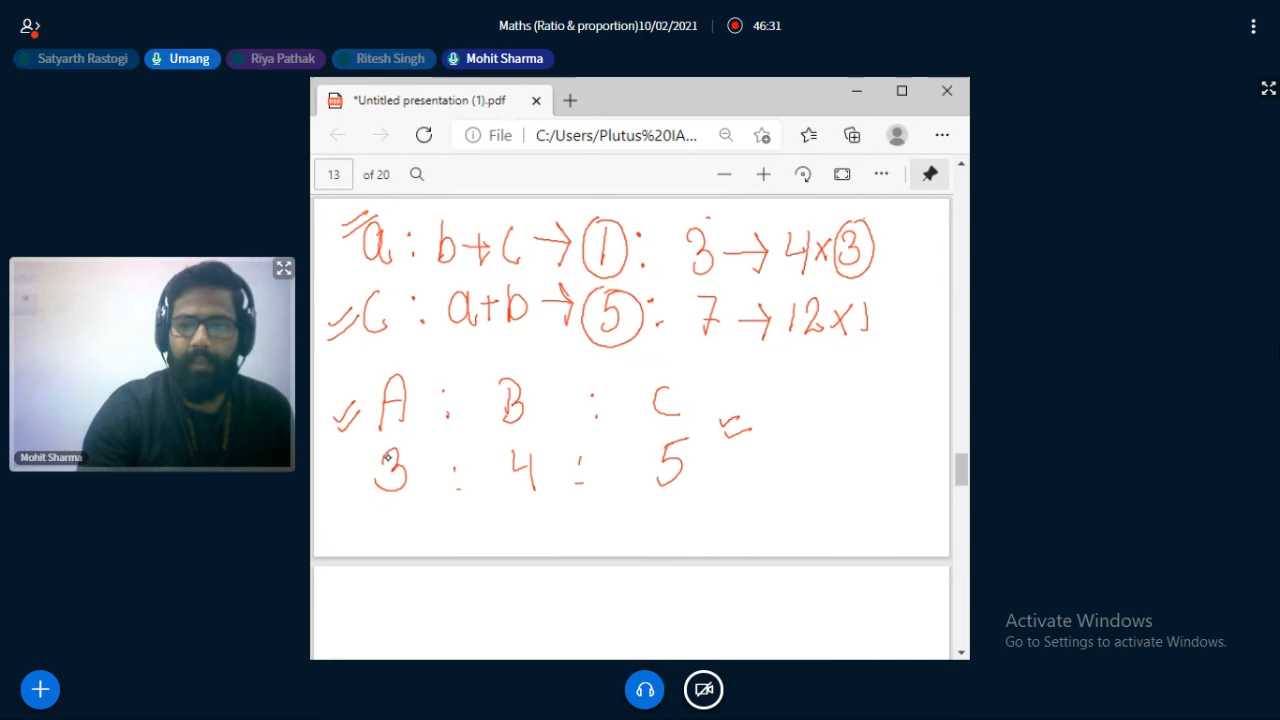 Maths (Ratio & proportion)10/02/2021 46:31
Satyarth Rastogi Umang Riya Pathak Ritesh Singh Mohit Sharma
PDF *Untitled presentation (1).pdf
File C:/Users/Plutus%20IA...
13 of 20
a : b+c → 1 : 3 → 4×3
C : a+b → 5 : 7 → 12×1
A : B : C
3 : 4 : 5
Mohit Sharma
Activate Windows
Go to Settings to activate Windows.